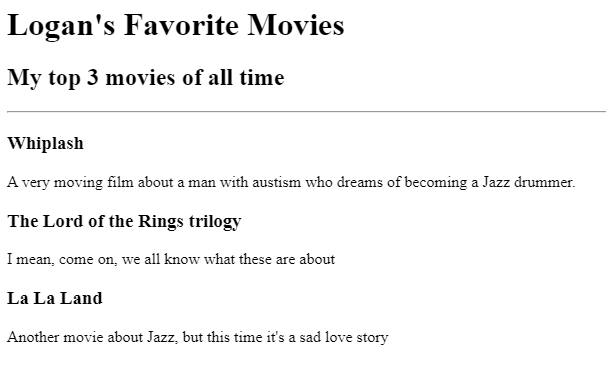 Logan's Favorite Movies
My top 3 movies of all time
Whiplash
A very moving film about a man with austism who dreams of becoming a Jazz drummer.
The Lord of the Rings trilogy
I mean, come on, we all know what these are about
La La Land
Another movie about Jazz, but this time it's a sad love story